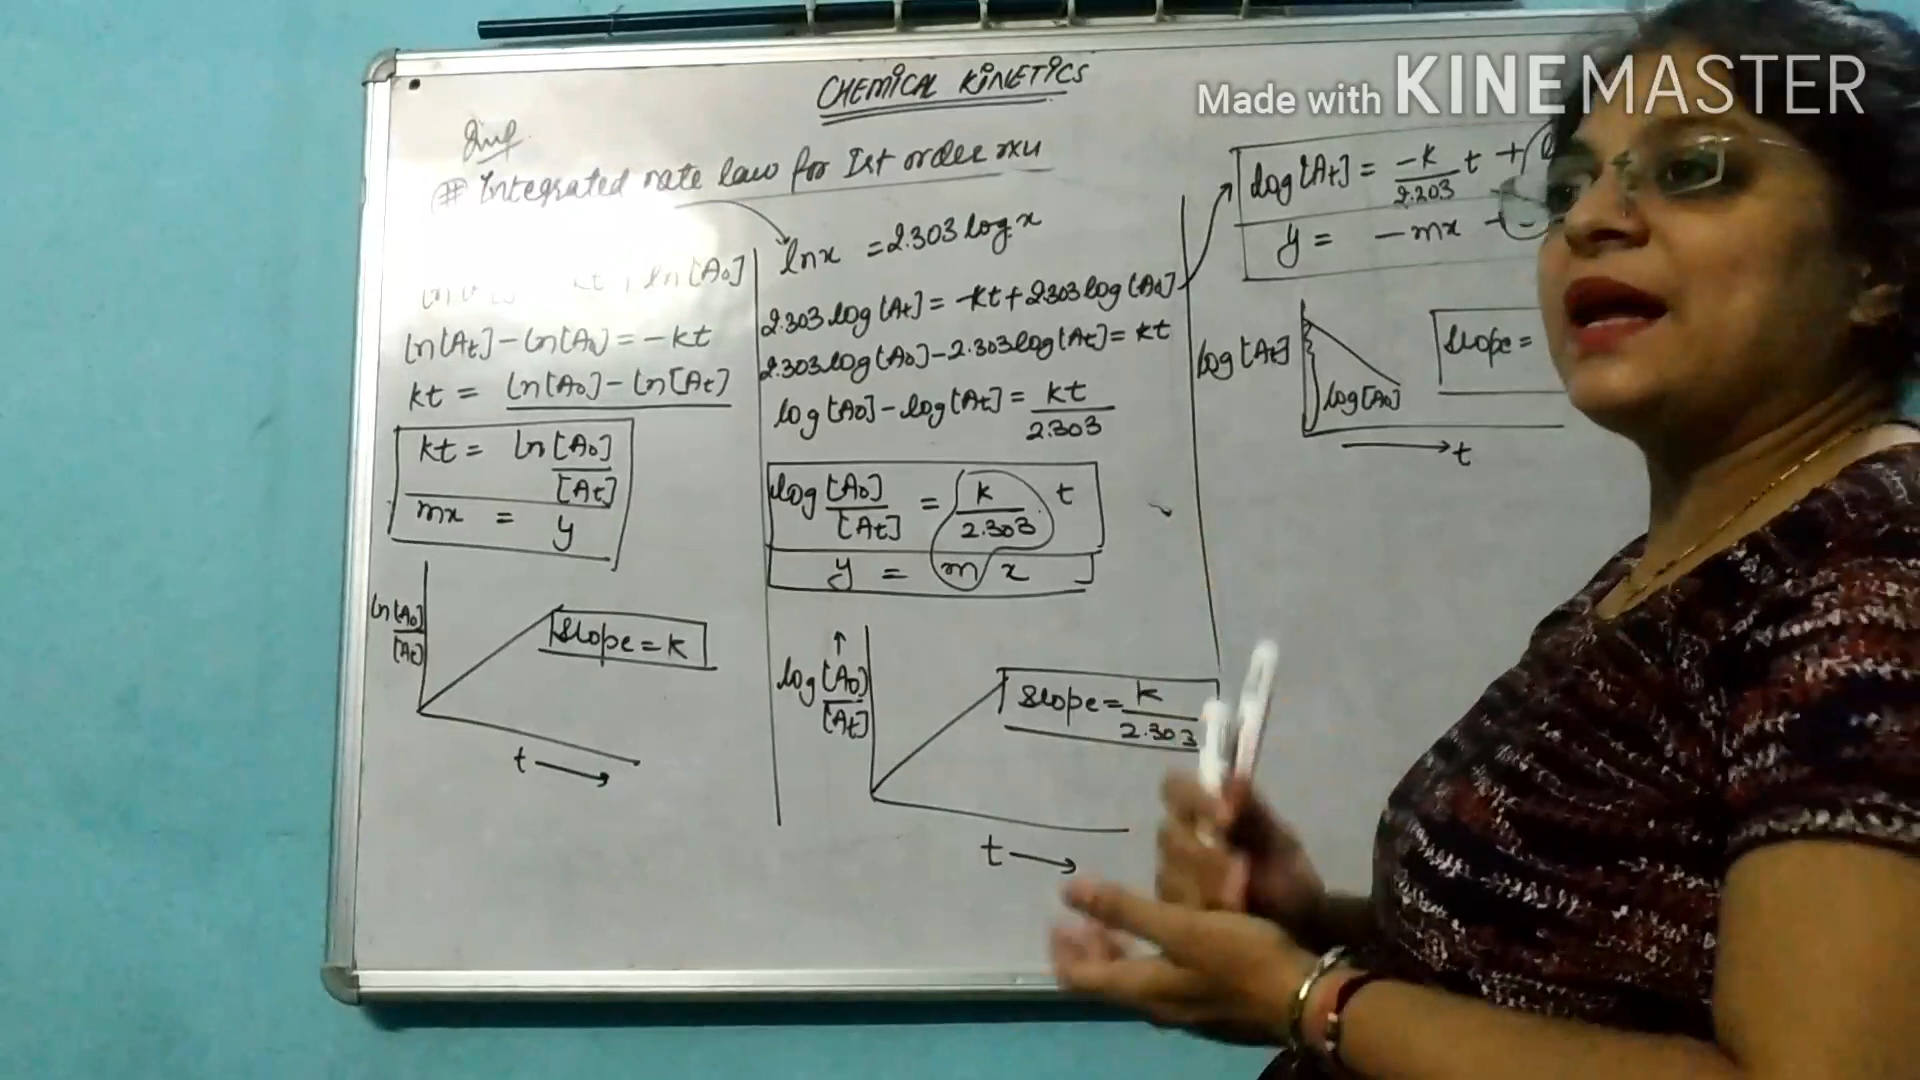 CHEMICAL KINETICS
Imp
# Integrated rate law for Ist order rxn
ln[A₀]
ln[At]-ln[A₀]=-kt
kt = ln[A₀]-ln[At]
kt = ln [A₀]/[At]
mx = y
ln[A₀]/[At]
Slope=k
t →
lnx = 2.303 log x
2.303 log[At] = -kt + 2.303 log[A₀]
2.303 log[A₀] - 2.303 log[At] = kt
log[A₀] - log[At] = kt/2.303
log [A₀]/[At] = k/2.303 t
y = m x
↑
log [A₀]/[At]
Slope = k/2.303
t →
log[At] = -k/2.303 t +
y = -mx +
log[At]
log[A₀]
Slope =
→ t
Made with KINEMASTER